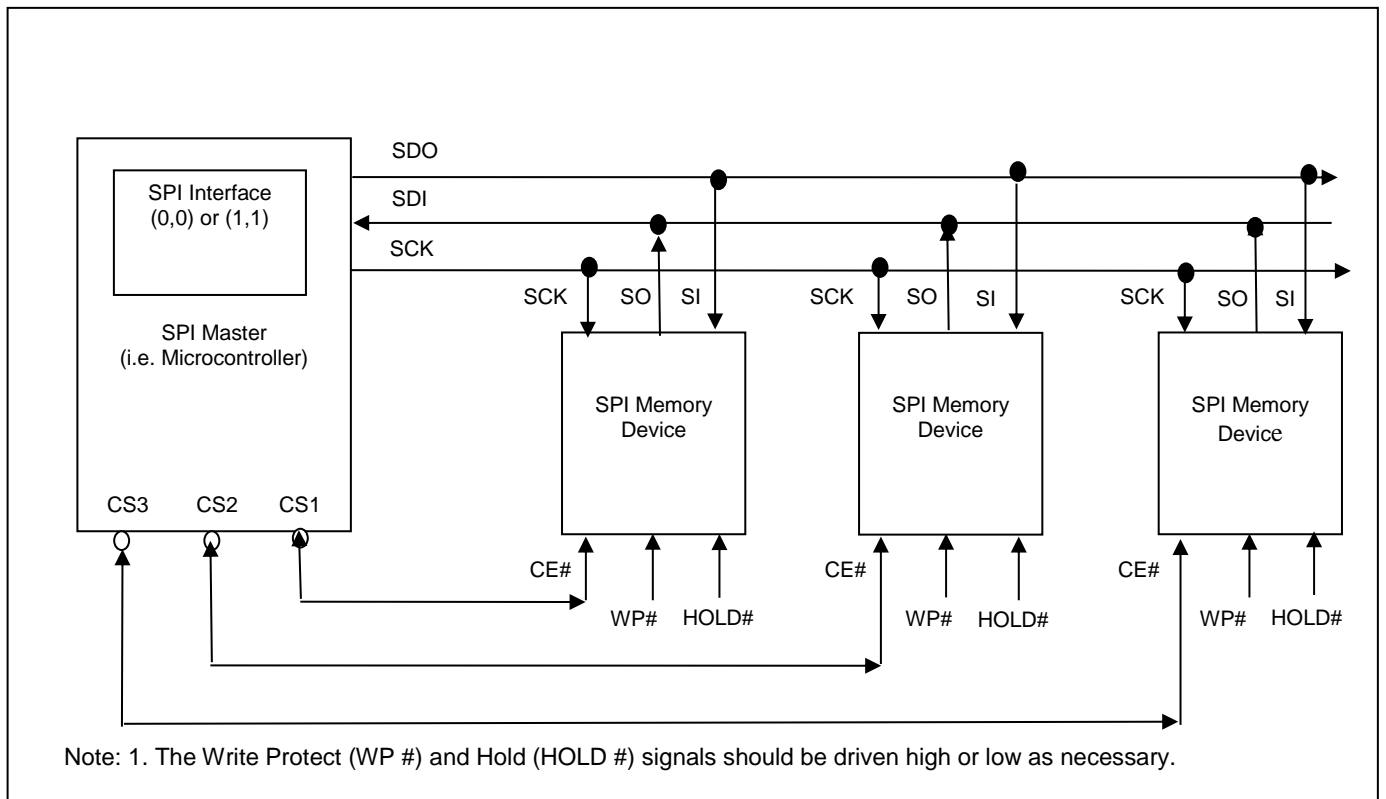 SDO
SPI Interface
(0,0) or (1,1)
SDI
SCK
SCK SO SI
SCK SO SI
SCK SO SI
SPI Master
(i.e. Microcontroller)
SPI Memory
Device
SPI Memory
Device
SPI Memory
Device
CS3 CS2 CS1
CE#
WP# HOLD#
CE#
WP# HOLD#
CE#
WP# HOLD#
Note: 1. The Write Protect (WP #) and Hold (HOLD #) signals should be driven high or low as necessary.